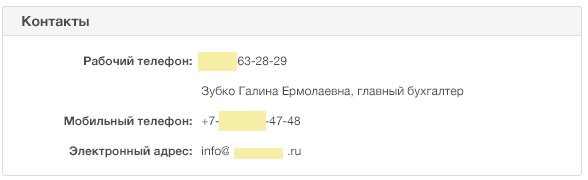 Контакты
Рабочий телефон: 63-28-29
Зубко Галина Ермолаевна, главный бухгалтер
Мобильный телефон: +7- -47-48
Электронный адрес: info@ .ru